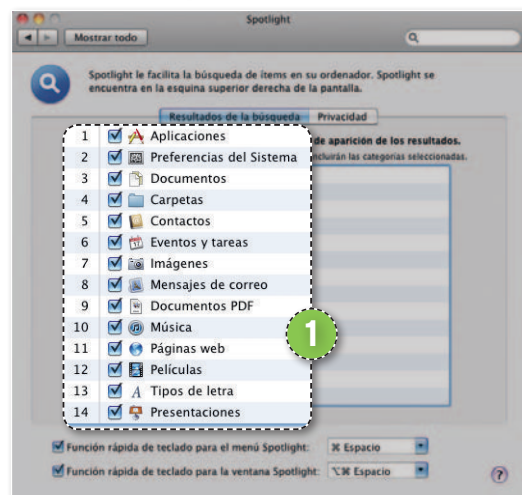 Spotlight
Mostrar todo
Spotlight le facilita la búsqueda de ítems en su ordenador. Spotlight se
encuentra en la esquina superior derecha de la pantalla.
Resultados de la búsqueda Privacidad
de aparición de los resultados.
ncluirán las categorías seleccionadas.
1 Aplicaciones
2 Preferencias del Sistema
3 Documentos
4 Carpetas
5 Contactos
6 Eventos y tareas
7 Imágenes
8 Mensajes de correo
9 Documentos PDF
10 Música
11 Páginas web
12 Películas
13 Tipos de letra
14 Presentaciones
1
Función rápida de teclado para el menú Spotlight: ⌘ Espacio
Función rápida de teclado para la ventana Spotlight: ⌥⌘ Espacio
?